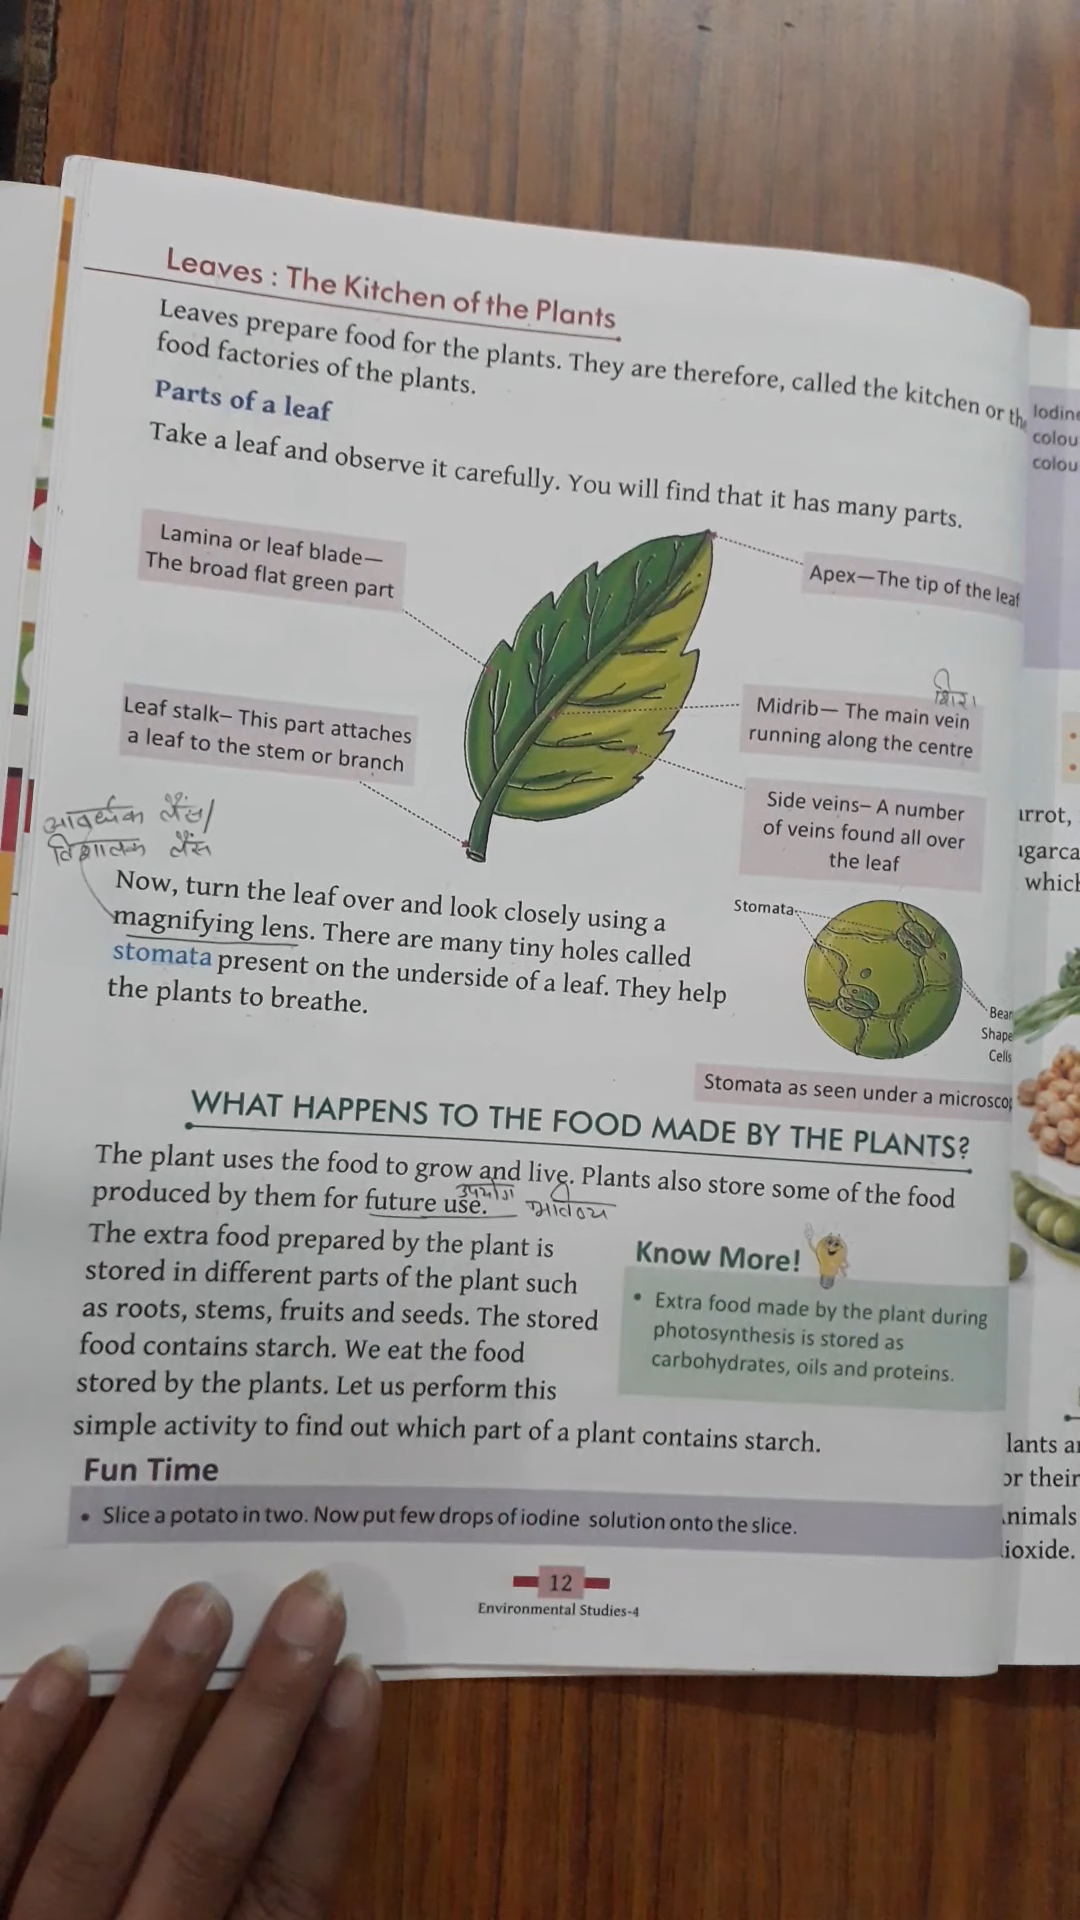 Leaves : The Kitchen of the Plants
Leaves prepare food for the plants. They are therefore, called the kitchen or the
food factories of the plants.
Parts of a leaf
Take a leaf and observe it carefully. You will find that it has many parts.
Lamina or leaf blade—
The broad flat green part
Apex—The tip of the leaf
Leaf stalk– This part attaches
a leaf to the stem or branch
शिरा
Midrib— The main vein
running along the centre
Side veins– A number
of veins found all over
the leaf
आवर्धक लैंस/
विशालक लैंस
Now, turn the leaf over and look closely using a
magnifying lens. There are many tiny holes called
stomata present on the underside of a leaf. They help
the plants to breathe.
Stomata
Bean
Shape
Cells
Stomata as seen under a
WHAT HAPPENS TO THE FOOD MADE BY THE PLANTS?
The plant uses the food to grow and live. Plants also store some of the food
produced by them for future use.
उपयोग
The extra food prepared by the plant is
stored in different parts of the plant such
as roots, stems, fruits and seeds. The stored
food contains starch. We eat the food
stored by the plants. Let us perform this
simple activity to find out which part of a plant contains starch.
Know More!
• Extra food made by the plant during
photosynthesis is stored as
carbohydrates, oils and proteins.
Fun Time
• Slice a potato in two. Now put few drops of iodine solution onto the slice.
12
Environmental Studies-4
colou
colou
which
nimals
ioxide.